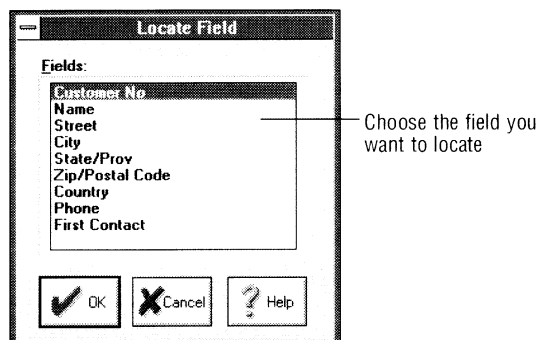 Locate Field
Fields:
Customer No
Name
Street
City
State/Prov
Zip/Postal Code
Country
Phone
First Contact
Choose the field you
want to locate
OK
Cancel
? Help